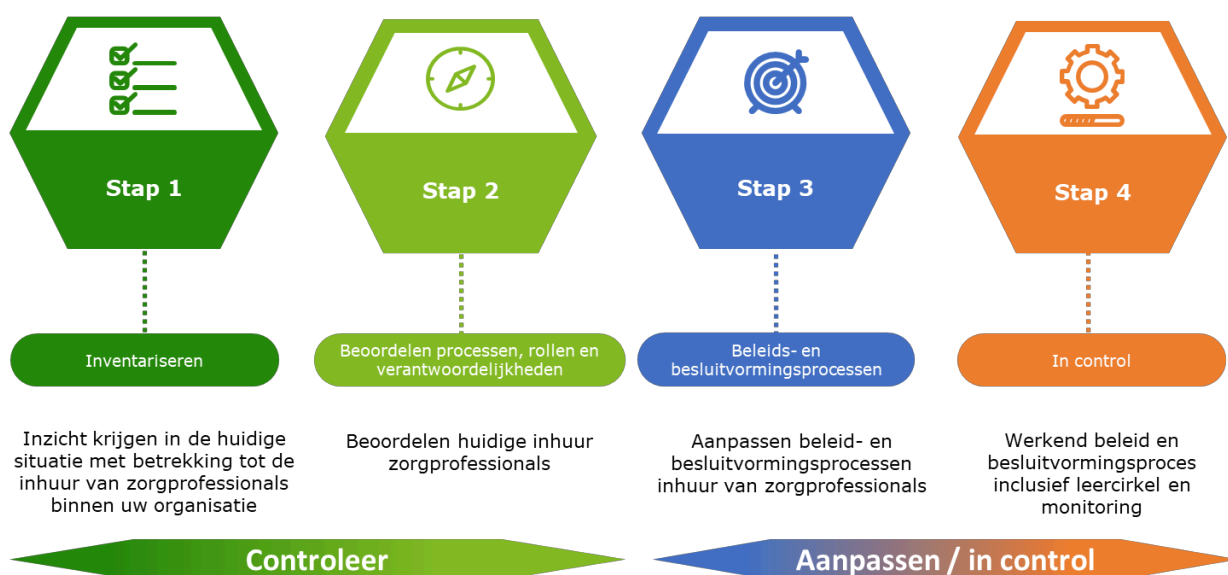 Stap 1
Stap 2
Stap 3
Stap 4
Inventariseren
Beoordelen processen, rollen en
verantwoordelijkheden
Beleids- en
besluitvormingsprocessen
In control
Inzicht krijgen in de huidige
situatie met betrekking tot de
inhuur van zorgprofessionals
binnen uw organisatie
Beoordelen huidige inhuur
zorgprofessionals
Aanpassen beleid- en
besluitvormingsprocessen
inhuur van zorgprofessionals
Werkend beleid en
besluitvormingsproces
inclusief leercirkel en
monitoring
Controleer
Aanpassen / in control